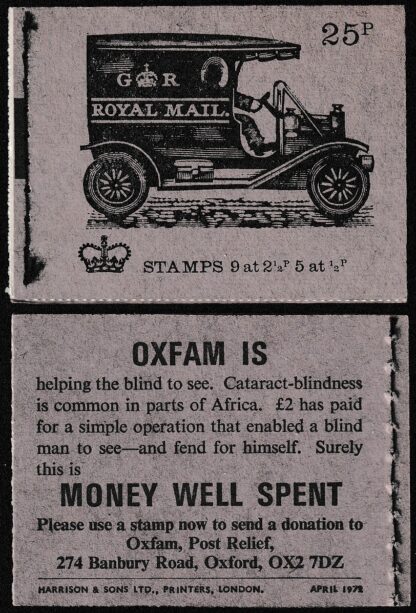 25P
G R
ROYAL MAIL.
STAMPS 9 at 2½P 5 at ½P
OXFAM IS
helping the blind to see. Cataract-blindness
is common in parts of Africa. £2 has paid
for a simple operation that enabled a blind
man to see—and fend for himself. Surely
this is
MONEY WELL SPENT
Please use a stamp now to send a donation to
Oxfam, Post Relief,
274 Banbury Road, Oxford, OX2 7DZ
HARRISON & SONS LTD., PRINTERS, LONDON. APRIL 1972